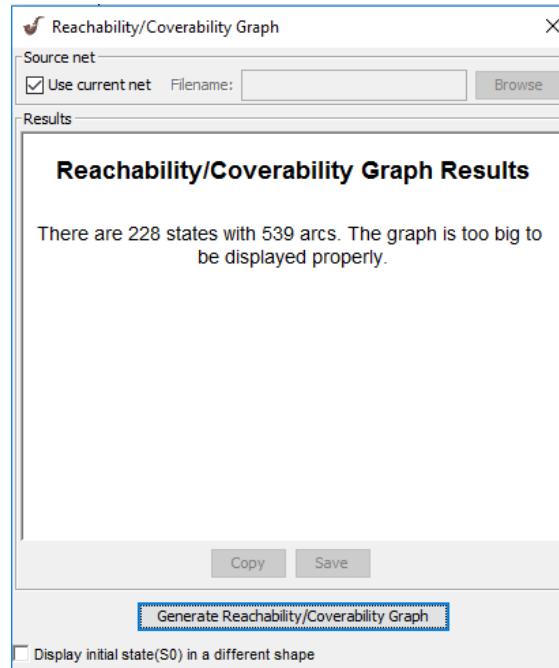 Reachability/Coverability Graph
Source net
Use current net Filename: Browse
Results
Reachability/Coverability Graph Results
There are 228 states with 539 arcs. The graph is too big to
be displayed properly.
Copy Save
Generate Reachability/Coverability Graph
Display initial state(S0) in a different shape